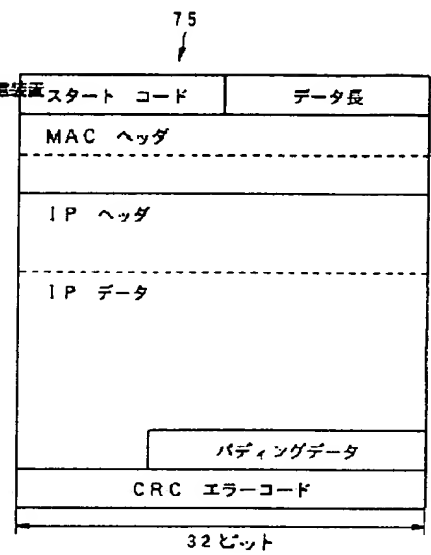 75
装置
スタート コード
データ長
MAC ヘッダ
IP ヘッダ
IP データ
パディングデータ
CRC エラーコード
32ビット